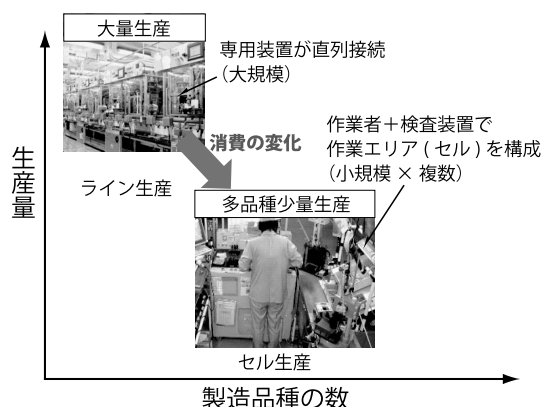 大量生産
専用装置が直列接続
（大規模）
消費の変化
作業者＋検査装置で
作業エリア ( セル ) を構成
（小規模 × 複数）
生産量
ライン生産
多品種少量生産
セル生産
製造品種の数